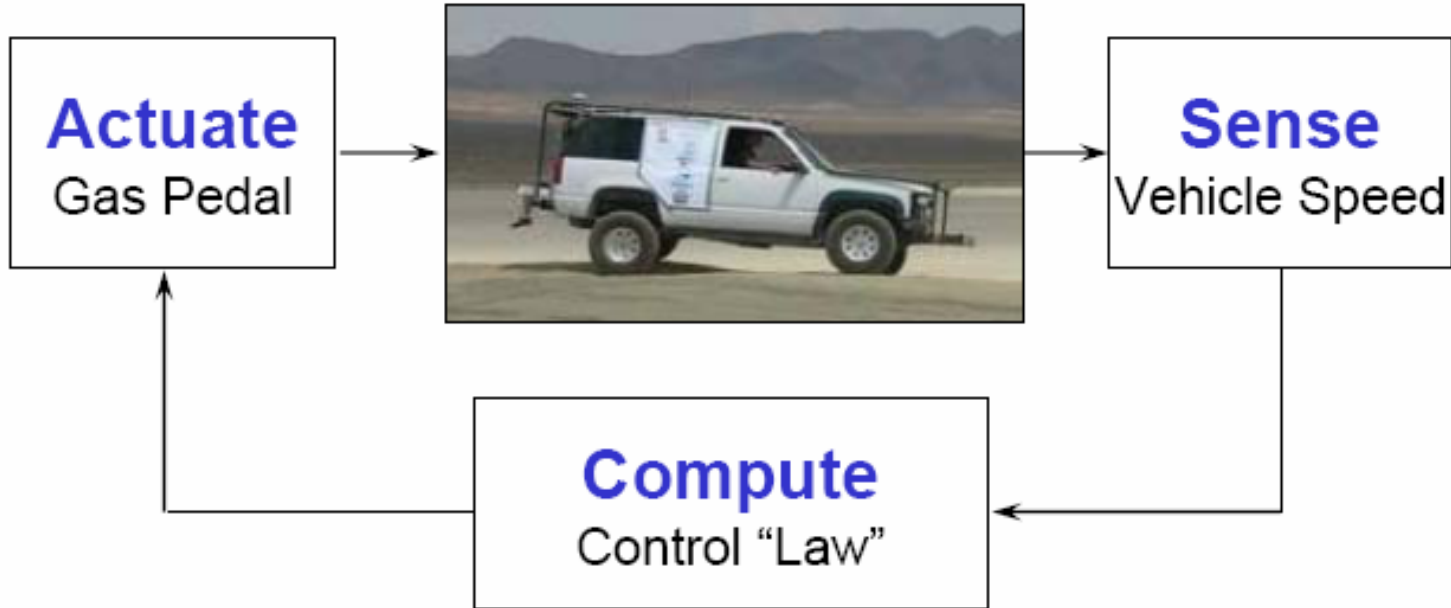 Actuate
Gas Pedal
Sense
Vehicle Speed
Compute
Control “Law”